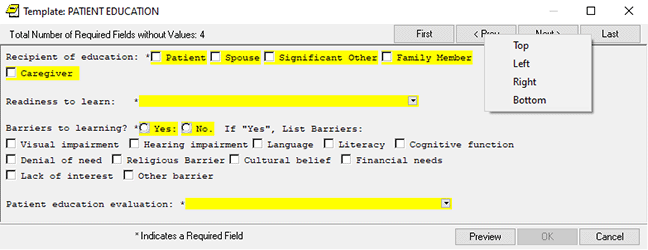 Template: PATIENT EDUCATION
Total Number of Required Fields without Values: 4
First
< Prev
Next >
Last
Top
Left
Right
Bottom
Recipient of education: * Patient Spouse Significant Other Family Member
Caregiver
Readiness to learn: *
Barriers to learning? * Yes: No. If "Yes", List Barriers:
Visual impairment Hearing impairment Language Literacy Cognitive function
Denial of need Religious Barrier Cultural belief Financial needs
Lack of interest Other barrier
Patient education evaluation: *
* Indicates a Required Field
Preview
OK
Cancel